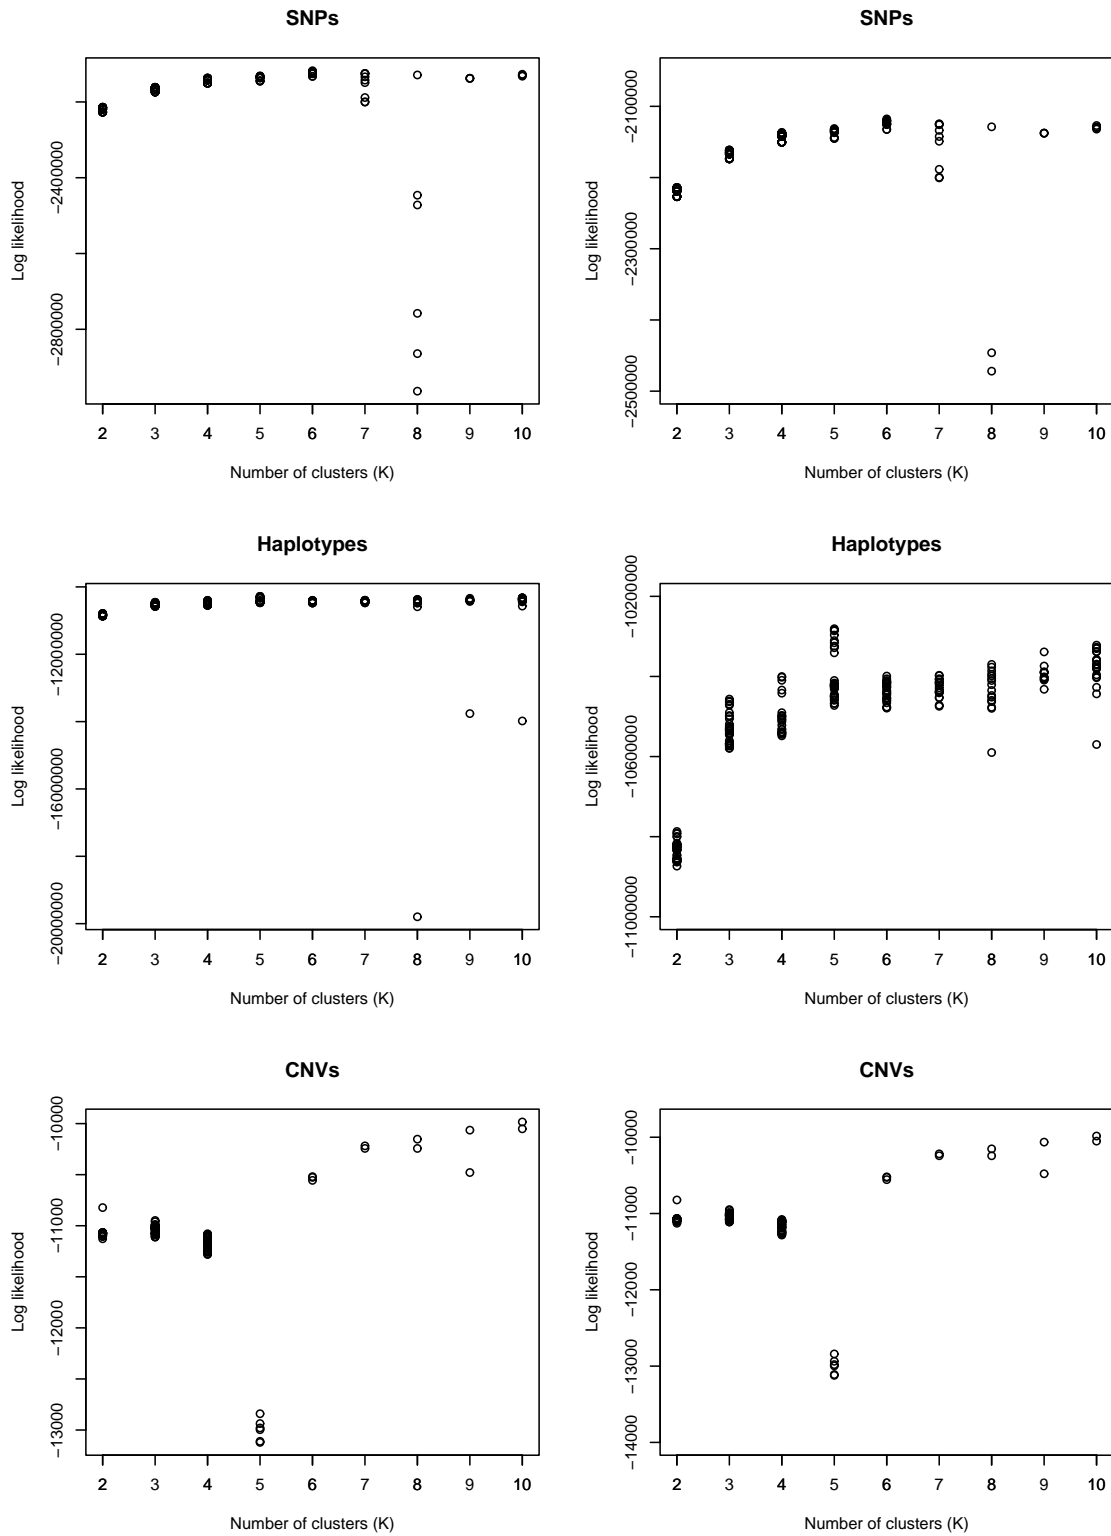 SNPs
Log likelihood
−2400000
−2800000
2 3 4 5 6 7 8 9 10
Number of clusters (K)
SNPs
Log likelihood
−2100000
−2300000
−2500000
2 3 4 5 6 7 8 9 10
Number of clusters (K)
Haplotypes
Log likelihood
−12000000
−16000000
−20000000
2 3 4 5 6 7 8 9 10
Number of clusters (K)
Haplotypes
Log likelihood
−10200000
−10600000
−11000000
2 3 4 5 6 7 8 9 10
Number of clusters (K)
CNVs
Log likelihood
−10000
−11000
−12000
−13000
2 3 4 5 6 7 8 9 10
Number of clusters (K)
CNVs
Log likelihood
−10000
−11000
−12000
−13000
−14000
2 3 4 5 6 7 8 9 10
Number of clusters (K)